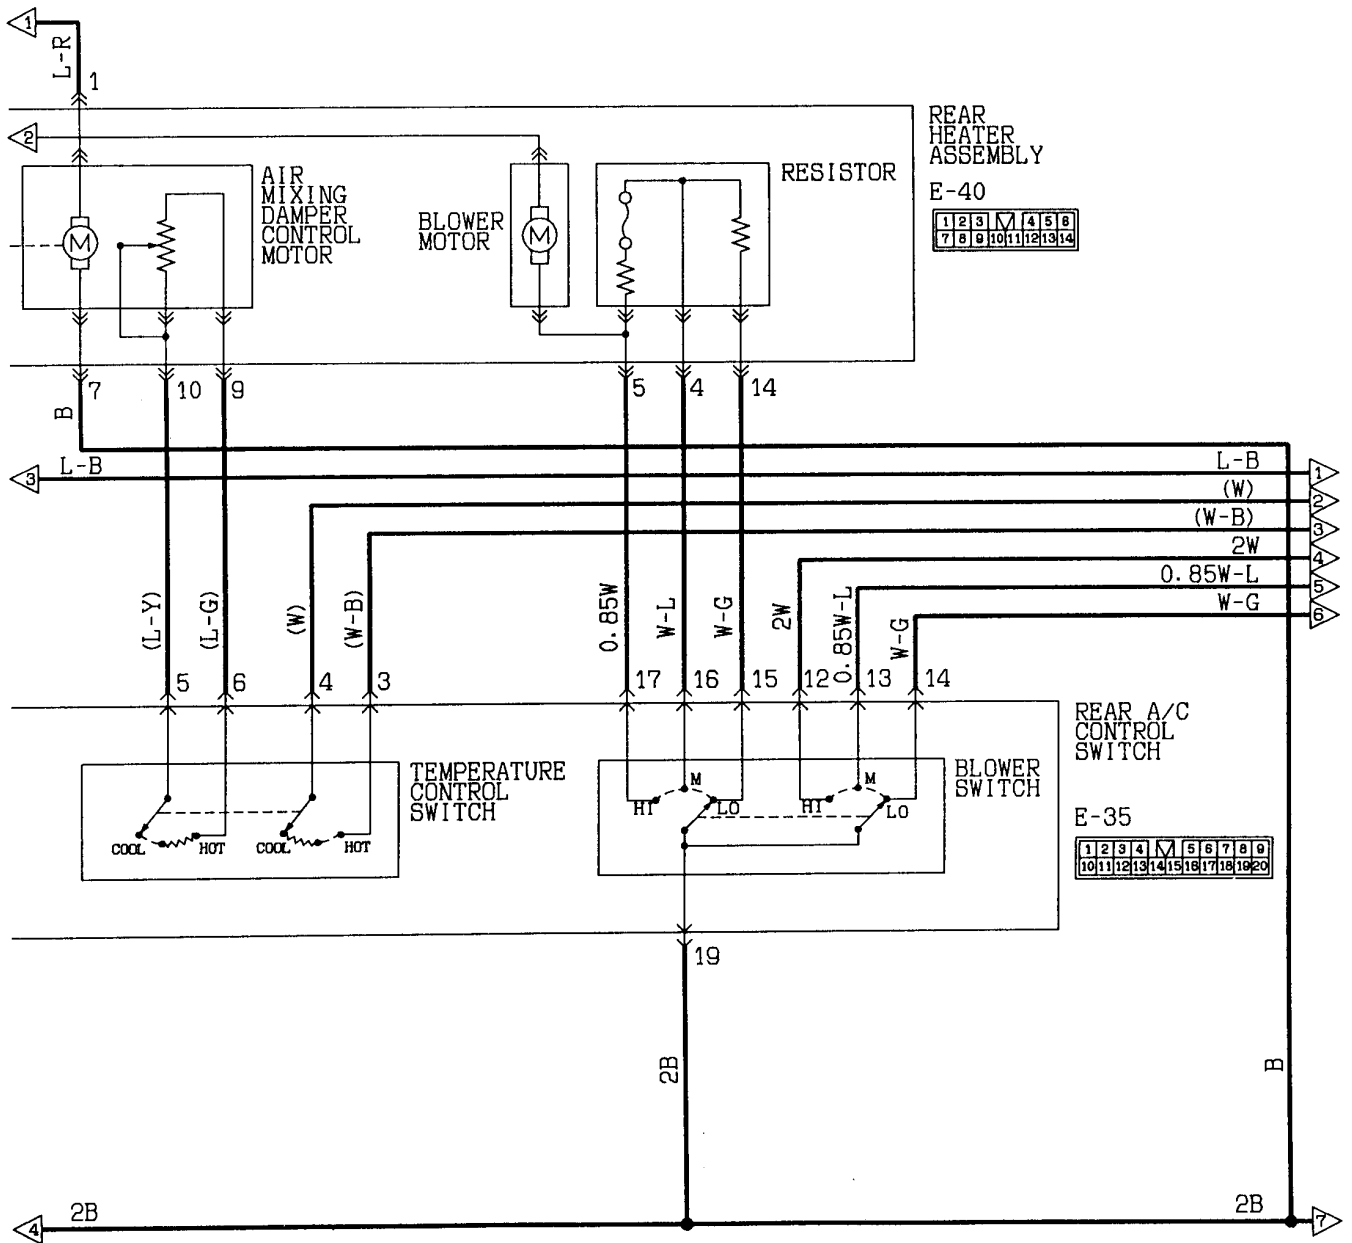 1
L-R
1
REAR
HEATER
ASSEMBLY
2
E-40
1 2 3 4 5 6
7 8 9 10 11 12 13 14
AIR
MIXING
DAMPER
CONTROL
MOTOR
M
BLOWER
MOTOR
M
RESISTOR
7
10
9
5
4
14
B
3
L-B
L-B
1
(W)
2
(W-B)
3
2W
4
0.85W-L
5
W-G
6
(L-Y)
(L-G)
(W)
(W-B)
0.85W
W-L
W-G
2W
0.85W-L
W-G
5
6
4
3
17
16
15
12
13
14
REAR A/C
CONTROL
SWITCH
E-35
1 2 3 4 5 6 7 8 9
10 11 12 13 14 15 16 17 18 19 20
TEMPERATURE
CONTROL
SWITCH
COOL
HOT
COOL
HOT
BLOWER
SWITCH
HI
M
LO
HI
M
LO
19
2B
B
4
2B
2B
7